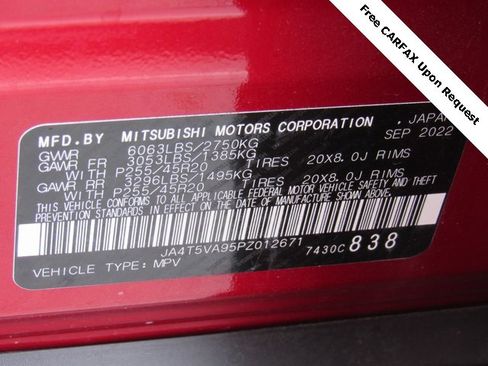 Free CARFAX Upon Request
MFD.BY MITSUBISHI MOTORS CORPORATION . JAPAN
GVWR 6063LBS/2750KG SEP 2022
GAWR FR 3053LBS/1385KG
WITH P255/45R20 TIRES 20X8.0J RIMS
GAWR RR 3296LBS/1495KG
WITH P255/45R20 TIRES 20X8.0J RIMS
THIS VEHICLE CONFORMS TO ALL APPLICABLE FEDERAL MOTOR VEHICLE SAFETY AND THEFT
PREVENTION STANDARDS IN EFFECT ON THE DATE OF MANUFACTURE SHOWN ABOVE.
JA4T5VA95PZ012671 7430C 838
VEHICLE TYPE: MPV